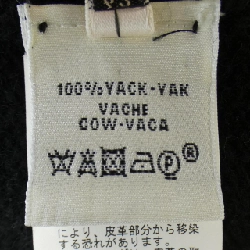 100% YACK-YAK
VACHE
COW-VACA
P ®
により、皮革部分から移染
する恐れがあります。